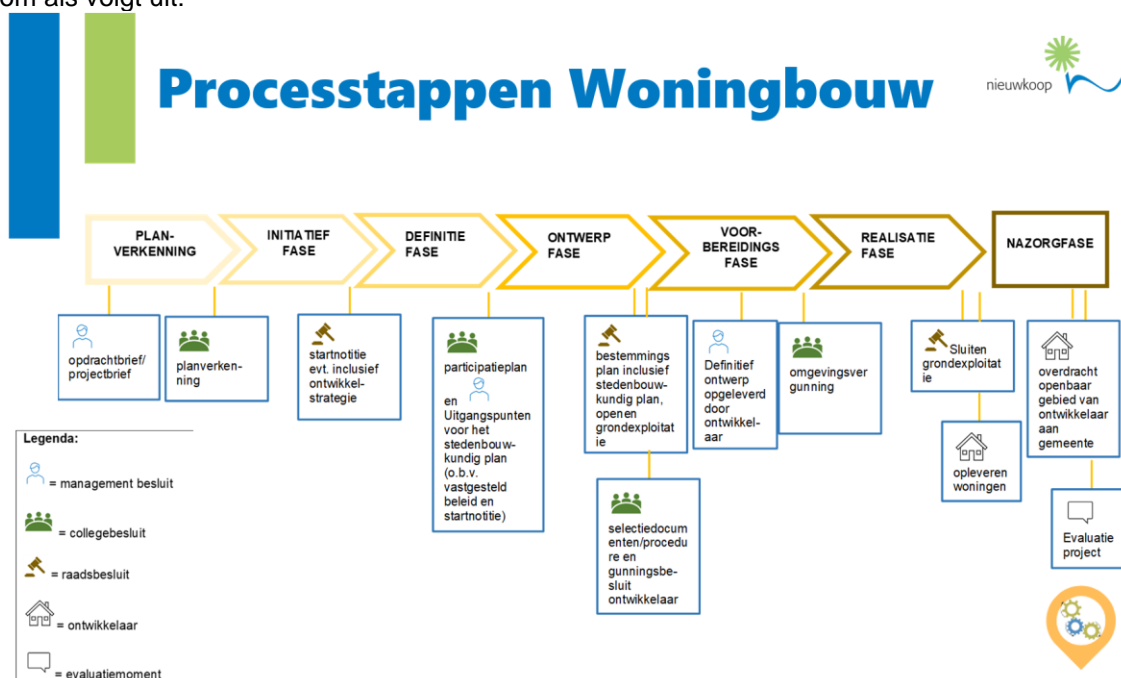 om als volgt uit:
Processtappen Woningbouw
nieuwkoop
PLAN-
VERKENNING
INITIATIEF
FASE
DEFINITIE
FASE
ONTWERP
FASE
VOOR-
BEREIDINGS
FASE
REALISATIE
FASE
NAZORGFASE
opdrachtbrief/
projectbrief
planverken-
ning
startnotitie
evt. inclusief
ontwikkel-
strategie
participatieplan
en
Uitgangspunten
voor het
stedenbouw-
kundig plan
(o.b.v.
vastgesteld
beleid en
startnotitie)
bestemmings
plan inclusief
stedenbouw-
kundig plan,
openen
grondexploitat
ie
selectiedocum
enten/procedu
re en
gunningsbe-
sluit
ontwikkelaar
Definitief
ontwerp
opgeleverd
door
ontwikkel-
aar
omgevingsver
gunning
Sluiten
grondexploitat
ie
opleveren
woningen
overdracht
openbaar
gebied van
ontwikkelaar
aan
gemeente
Evaluatie
project
Legenda:
= management besluit
= collegebesluit
= raadsbesluit
= ontwikkelaar
= evaluatiemoment